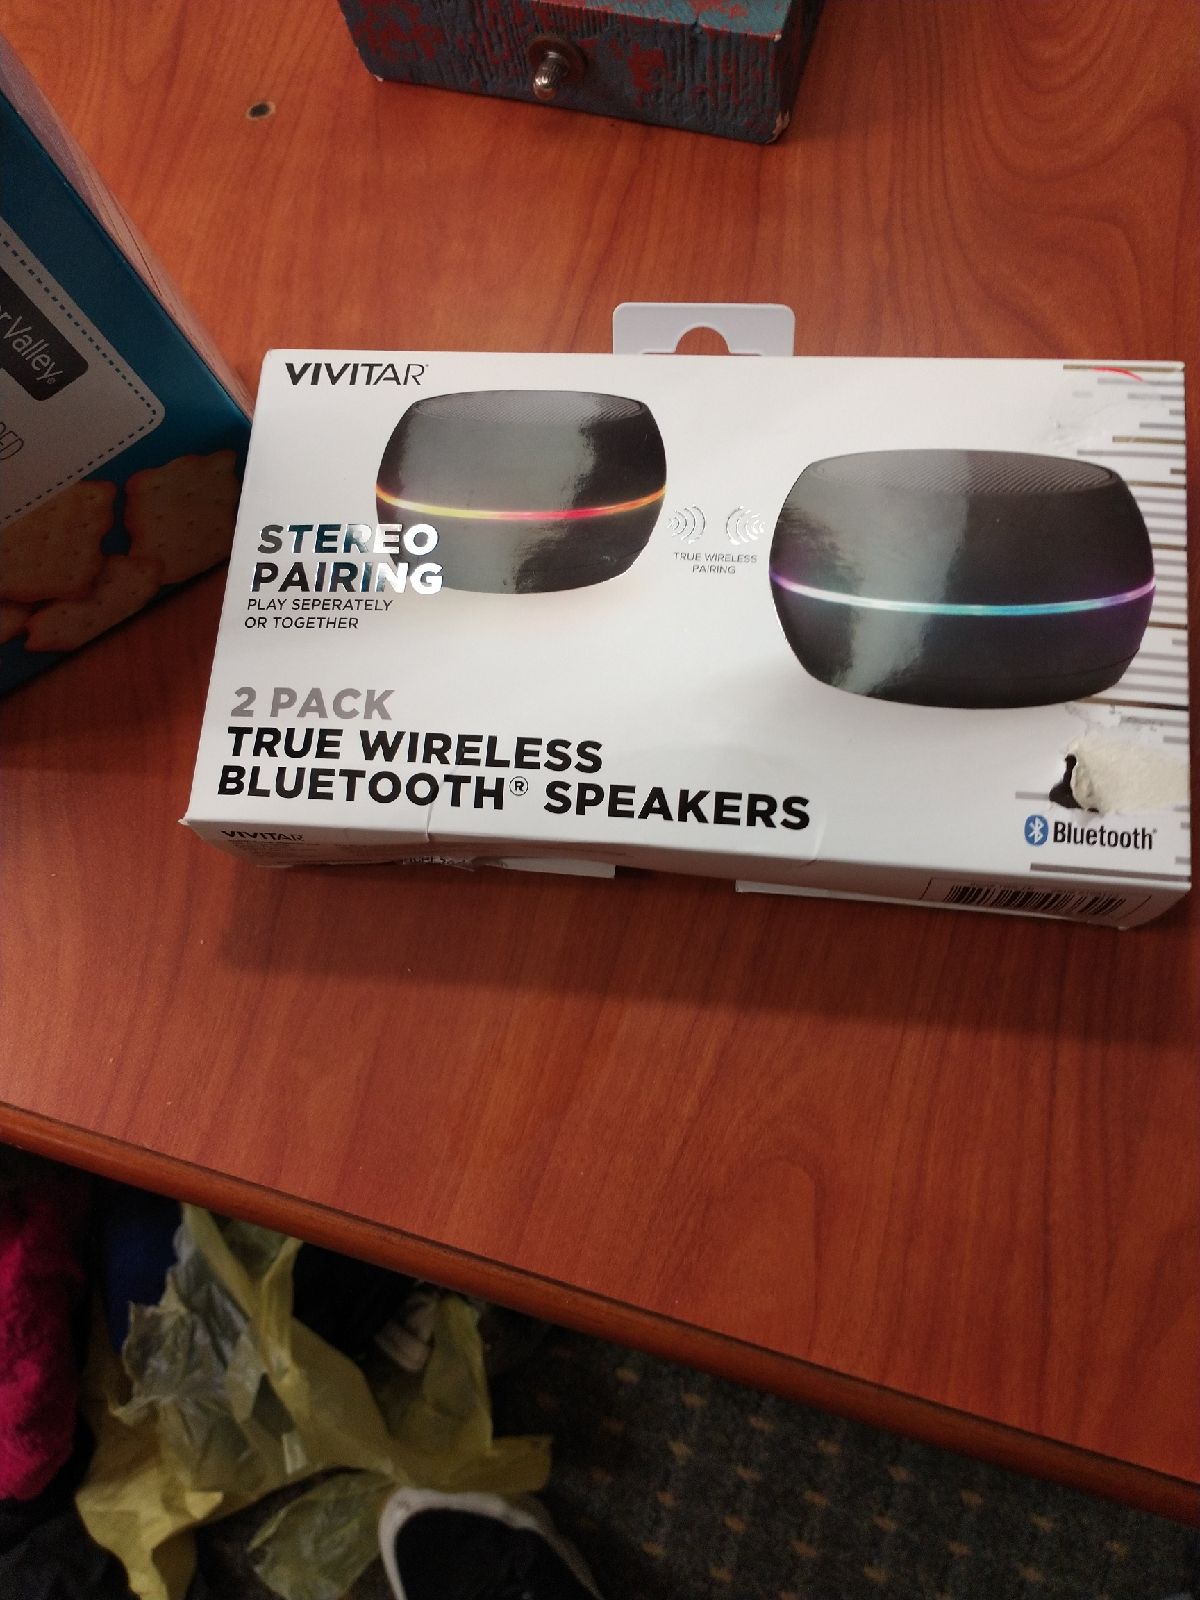 VIVITAR
STEREO
PAIRING
PLAY SEPERATELY
OR TOGETHER
TRUE WIRELESS
PAIRING
2 PACK
TRUE WIRELESS
BLUETOOTH® SPEAKERS
Bluetooth®
VIVITAR
Valley®